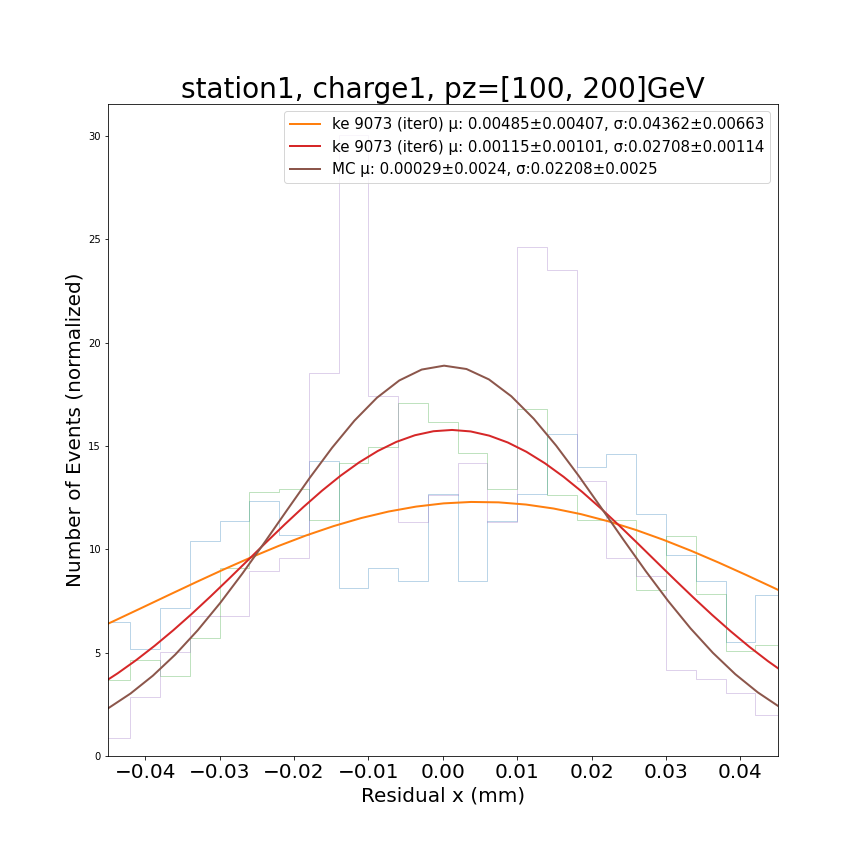 station1, charge1, pz=[100, 200]GeV
ke 9073 (iter0) μ: 0.00485±0.00407, σ:0.04362±0.00663
ke 9073 (iter6) μ: 0.00115±0.00101, σ:0.02708±0.00114
MC μ: 0.00029±0.0024, σ:0.02208±0.0025
Number of Events (normalized)
30
25
20
15
10
5
0
−0.04 −0.03 −0.02 −0.01 0.00 0.01 0.02 0.03 0.04
Residual x (mm)